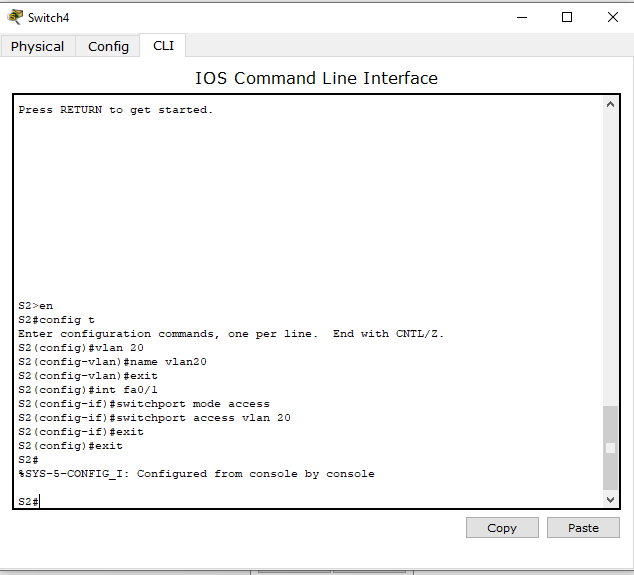 Switch4
Physical Config CLI
IOS Command Line Interface
Press RETURN to get started.
S2>en
S2#config t
Enter configuration commands, one per line.  End with CNTL/Z.
S2(config)#vlan 20
S2(config-vlan)#name vlan20
S2(config-vlan)#exit
S2(config)#int fa0/1
S2(config-if)#switchport mode access
S2(config-if)#switchport access vlan 20
S2(config-if)#exit
S2(config)#exit
S2#
%SYS-5-CONFIG_I: Configured from console by console
S2#
Copy Paste